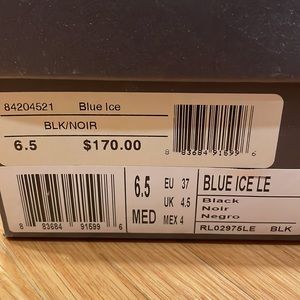 84204521 Blue Ice
BLK/NOIR
6.5 $170.00
8 83684 91599 6
6.5 EU 37 BLUE ICE LE
UK 4.5 Black
Noir
MED MEX 4 Negro
8 83684 91599 6 RL02975LE BLK